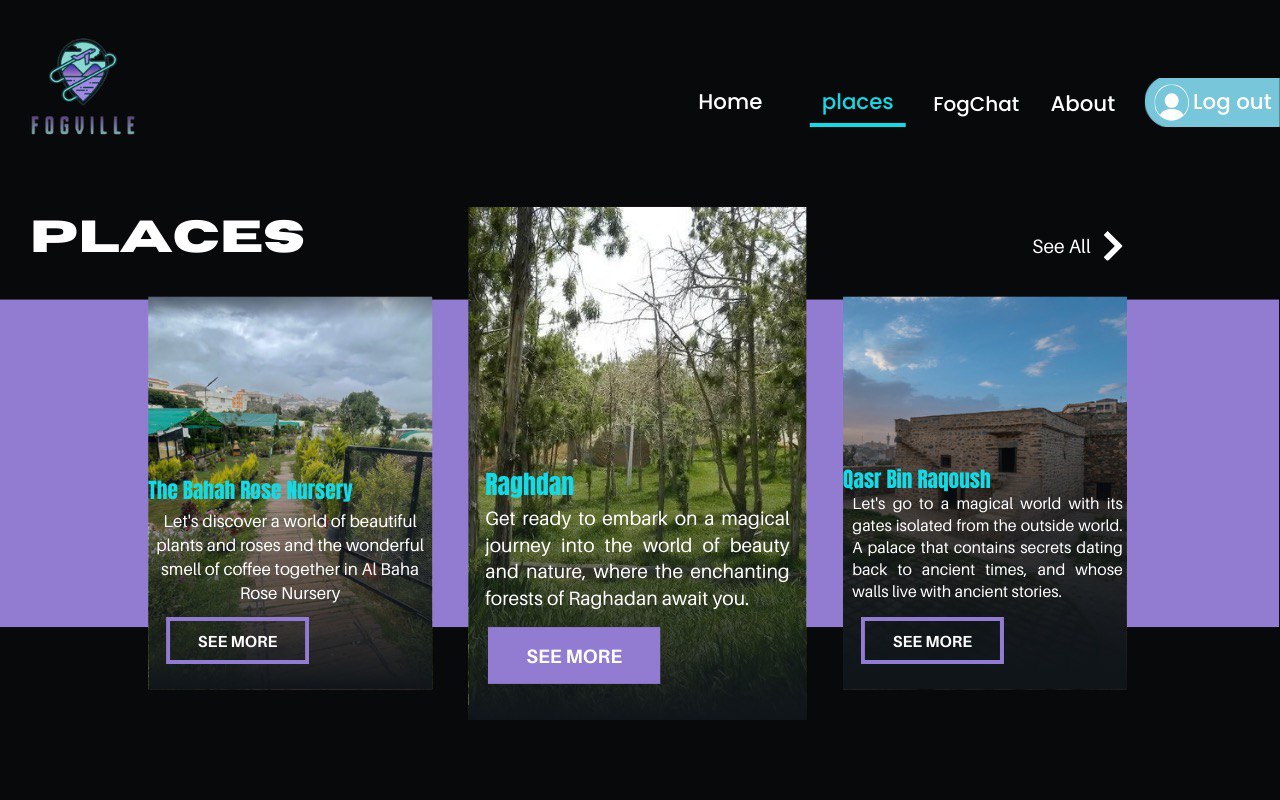 FOGVILLE
Home
places
FogChat
About
Log out
PLACES
See All
The Bahah Rose Nursery
Let's discover a world of beautiful
plants and roses and the wonderful
smell of coffee together in Al Baha
Rose Nursery
SEE MORE
Raghdan
Get ready to embark on a magical
journey into the world of beauty
and nature, where the enchanting
forests of Raghadan await you.
SEE MORE
Qasr Bin Raqoush
Let's go to a magical world with its
gates isolated from the outside world.
A palace that contains secrets dating
back to ancient times, and whose
walls live with ancient stories.
SEE MORE